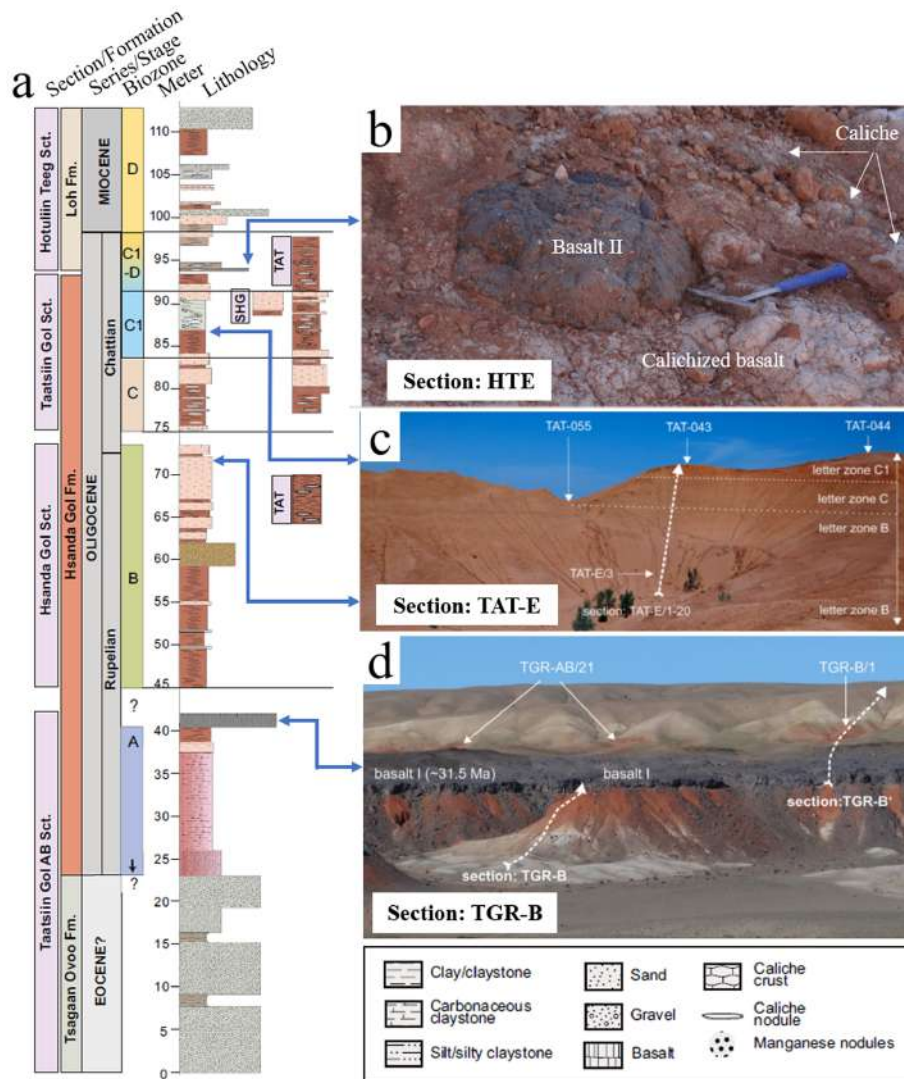 a
Section/Formation
Series/Stage
Biozone
Meter
Lithology
Hotuliin Teeg Sct.
Taatsiin Gol Sct.
Hsanda Gol Sct.
Taatsiin Gol AB Sct.
Loh Fm.
Hsanda Gol Fm.
Tsagaan Ovoo Fm.
MIOCENE
OLIGOCENE
EOCENE?
Chattian
Rupelian
D
C1
-D
C1
C
B
?
A
?
110
105
100
95
90
85
80
75
70
65
60
55
50
45
40
35
30
25
20
15
10
5
0
TAT
SHG
TAT
b
Caliche
Basalt II
Calichized basalt
Section: HTE
c
TAT-055
TAT-043
TAT-044
letter zone C1
letter zone C
letter zone B
TAT-E/3
section: TAT-E/1-20
letter zone B
Section: TAT-E
d
TGR-AB/21
TGR-B/1
basalt I (~31.5 Ma)
basalt I
section:TGR-B'
section: TGR-B
Section: TGR-B
Clay/claystone
Carbonaceous
claystone
Silt/silty claystone
Sand
Gravel
Basalt
Caliche
crust
Caliche
nodule
Manganese nodules